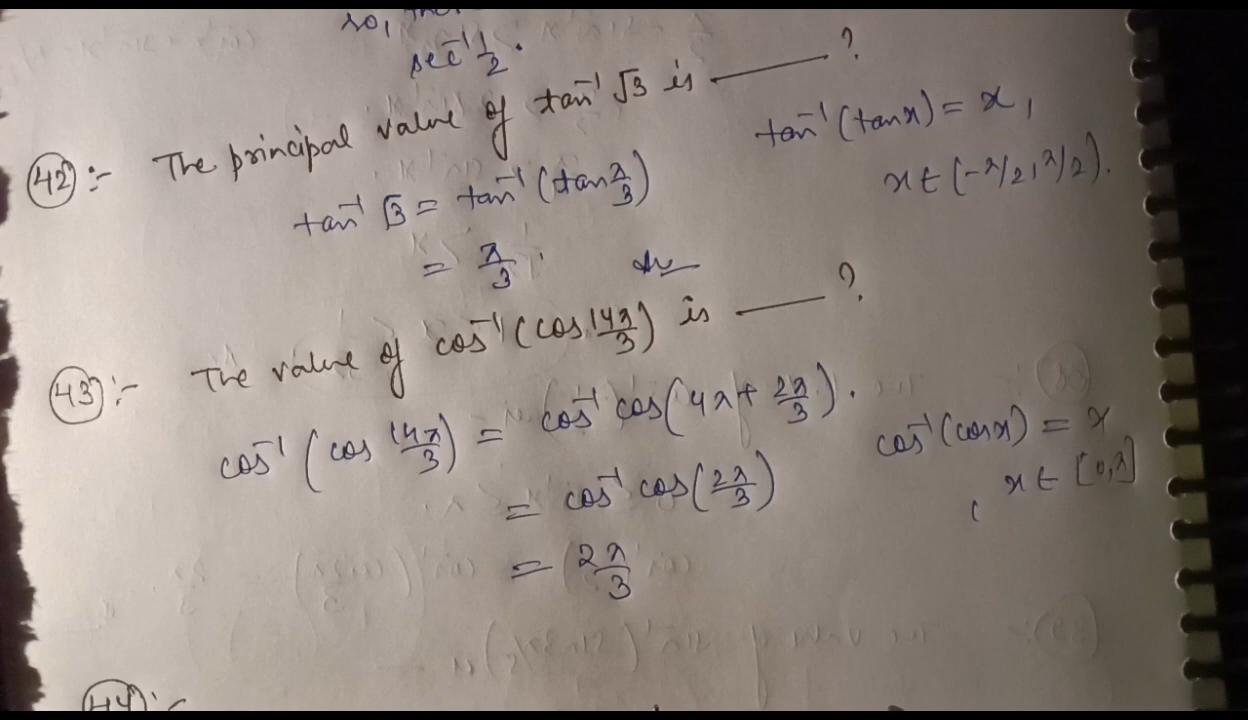 so,
sec⁻¹ 1/2.
(42):- The principal value of tan⁻¹ √3 is ——— ?
tan⁻¹ √3 = tan⁻¹ (tan π/3)
tan⁻¹ (tan x) = x,
x ∈ (-π/2, π/2).
= π/3. Ans
(43):- The value of cos⁻¹ (cos 14π/3) is ——— ?
cos⁻¹ (cos 14π/3) = cos⁻¹ cos (4π + 2π/3).
cos⁻¹ (cos x) = x
, x ∈ [0, π]
= cos⁻¹ cos (2π/3)
= 2π/3
(44):-